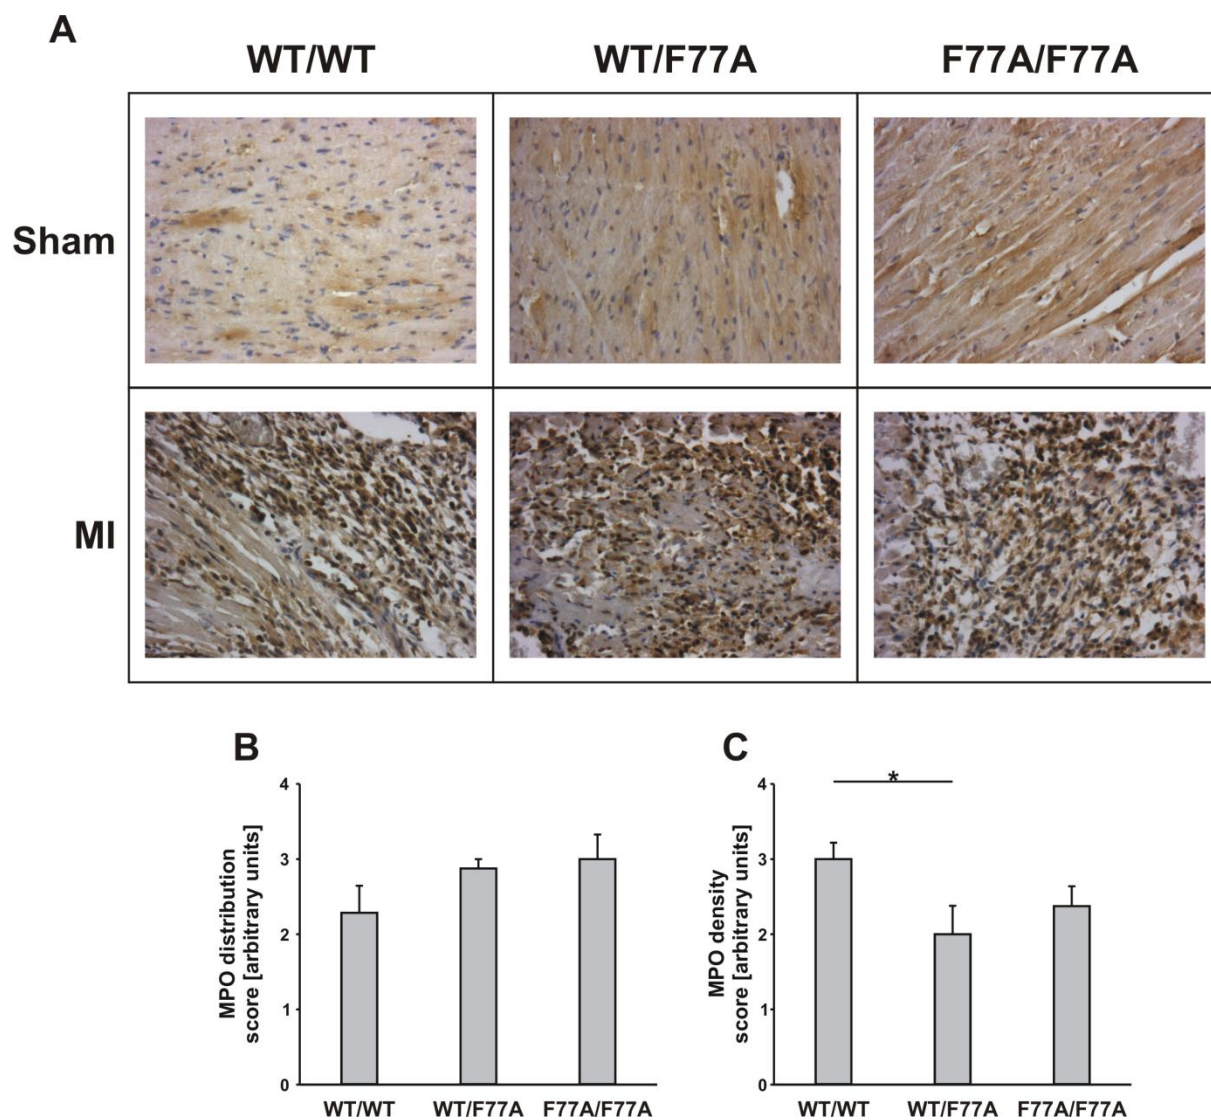 A
WT/WT WT/F77A F77A/F77A
Sham
MI
B
MPO distribution
score [arbitrary units]
4
3
2
1
0
WT/WT WT/F77A F77A/F77A
C
*
MPO density
score [arbitrary units]
4
3
2
1
0
WT/WT WT/F77A F77A/F77A